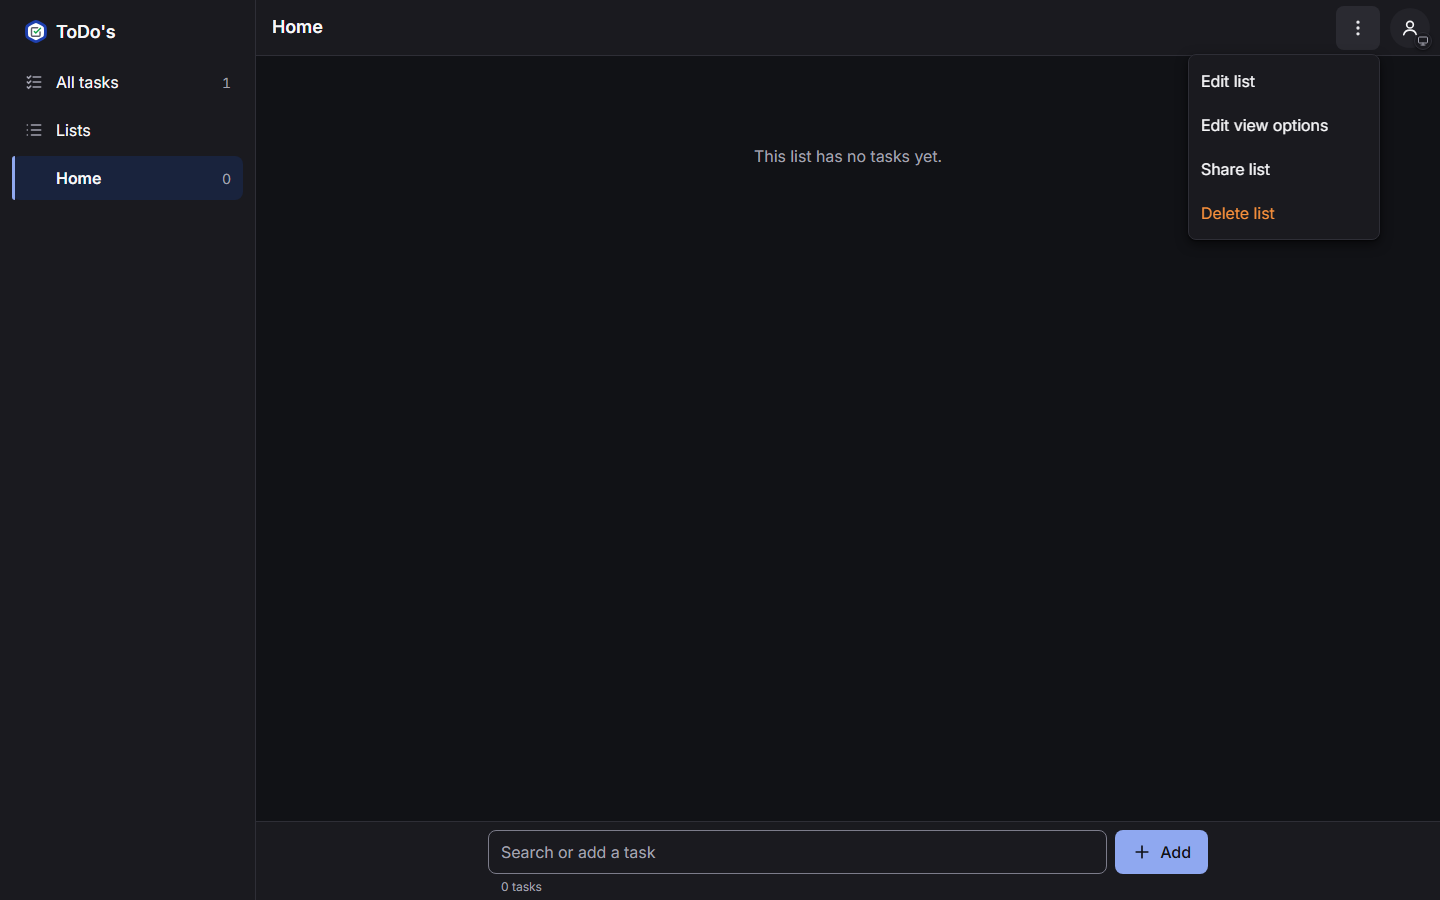 ToDo's
All tasks 1
Lists
Home 0
Home
Edit list
Edit view options
Share list
Delete list
This list has no tasks yet.
Search or add a task
Add
0 tasks